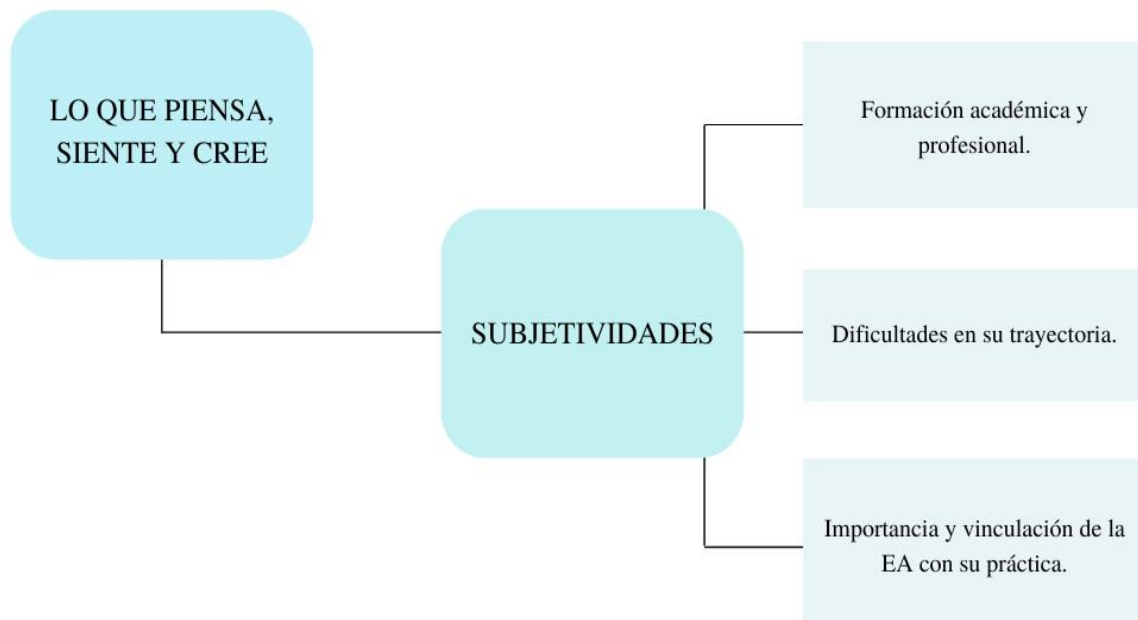 LO QUE PIENSA,
SIENTE Y CREE
SUBJETIVIDADES
Formación académica y
profesional.
Dificultades en su trayectoria.
Importancia y vinculación de la
EA con su práctica.